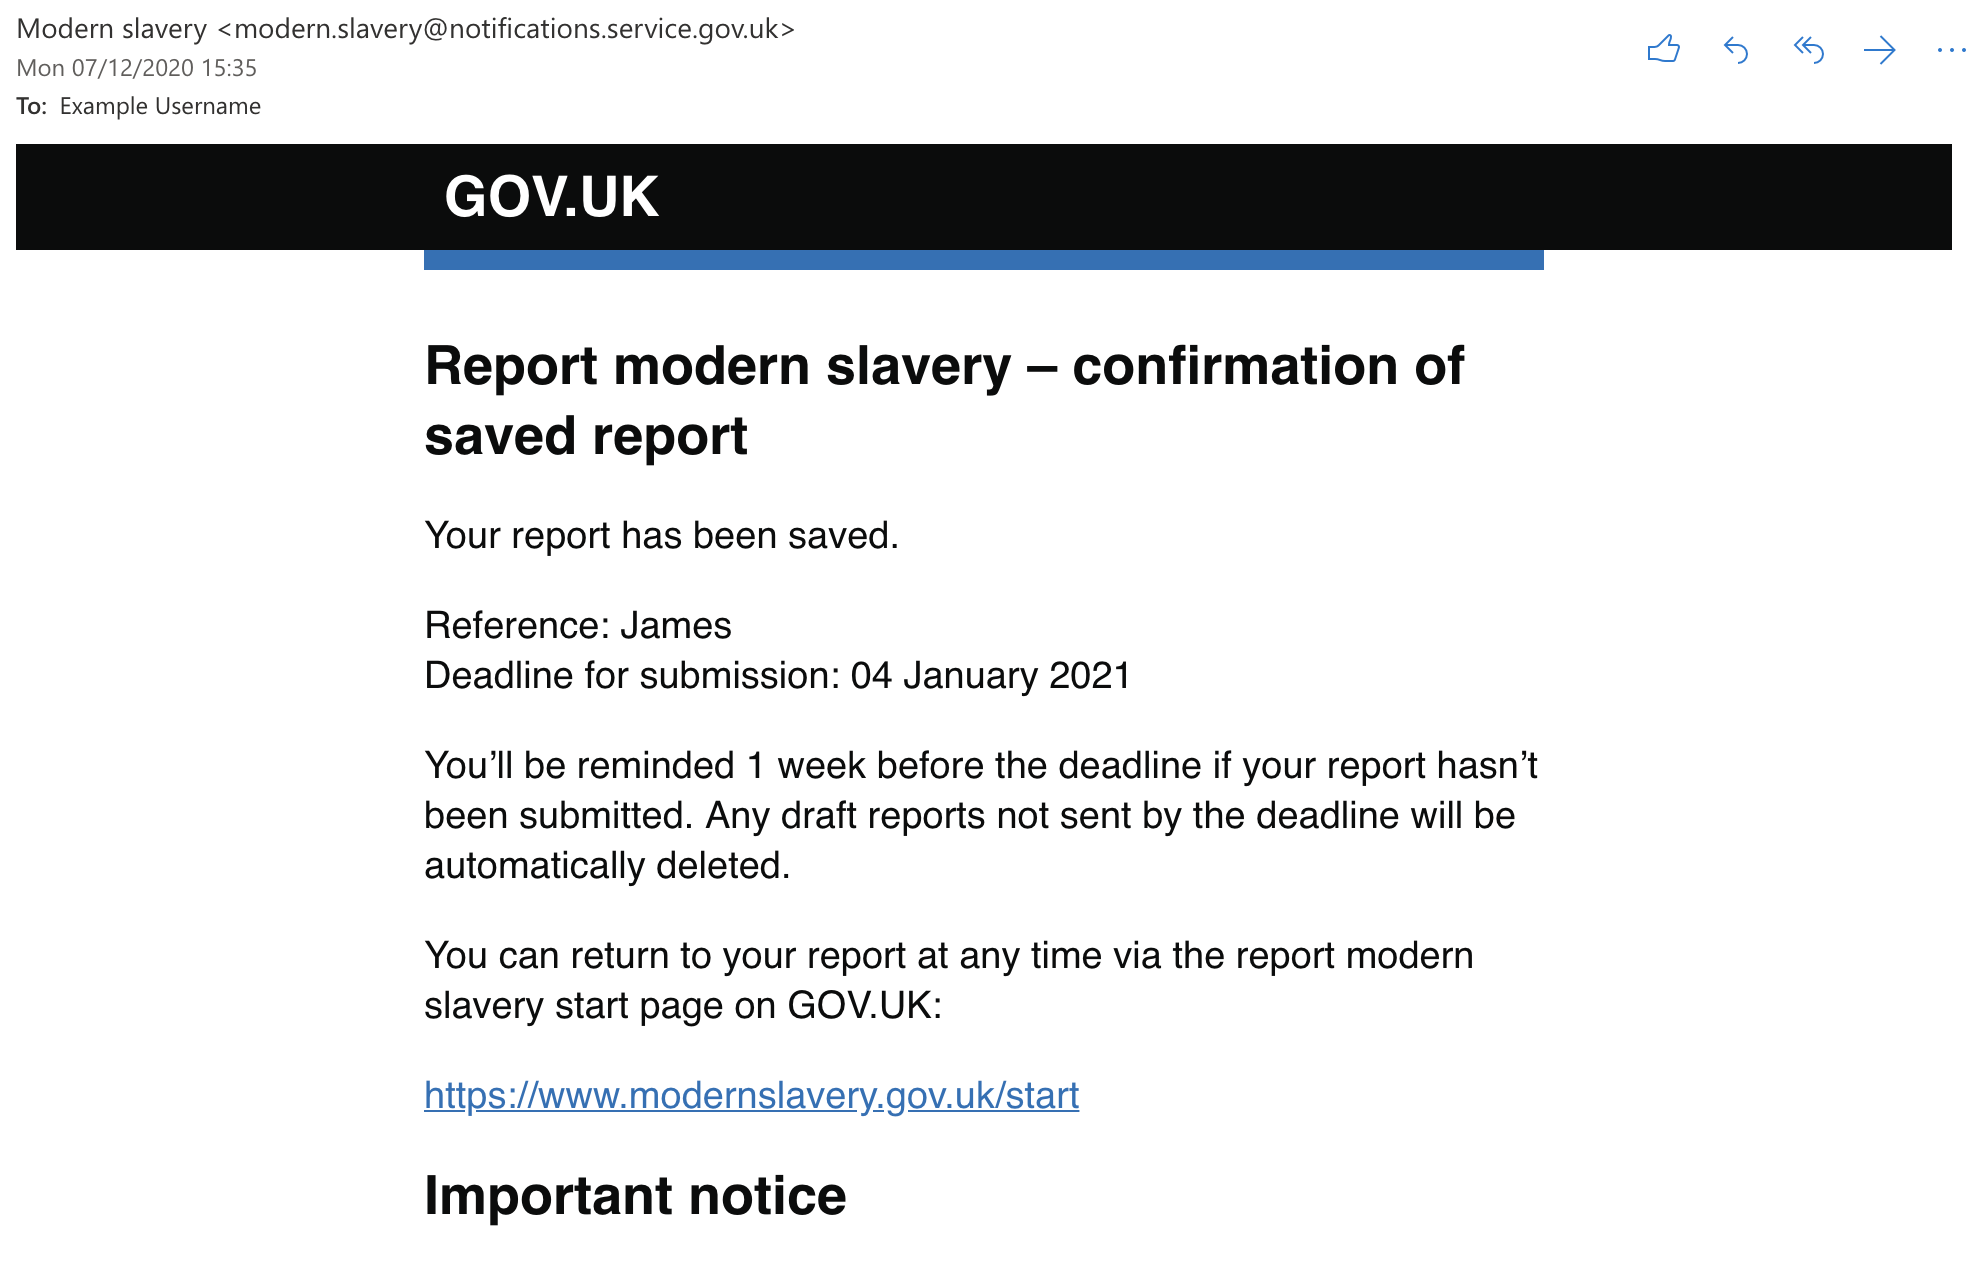 Modern slavery <modern.slavery@notifications.service.gov.uk>
Mon 07/12/2020 15:35
To: Example Username
GOV.UK
Report modern slavery – confirmation of
saved report
Your report has been saved.
Reference: James
Deadline for submission: 04 January 2021
You’ll be reminded 1 week before the deadline if your report hasn’t
been submitted. Any draft reports not sent by the deadline will be
automatically deleted.
You can return to your report at any time via the report modern
slavery start page on GOV.UK:
https://www.modernslavery.gov.uk/start
Important notice